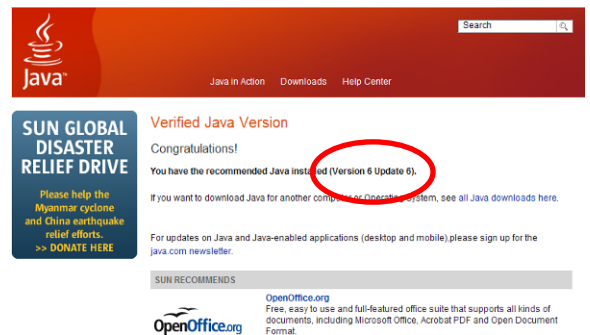 Search
Java™
Java in Action Downloads Help Center
SUN GLOBAL
DISASTER
RELIEF DRIVE
Please help the
Myanmar cyclone
and China earthquake
relief efforts.
>> DONATE HERE
Verified Java Version
Congratulations!
You have the recommended Java installed (Version 6 Update 6).
If you want to download Java for another computer or Operating System, see all Java downloads here.
For updates on Java and Java-enabled applications (desktop and mobile),please sign up for the
java.com newsletter.
SUN RECOMMENDS
OpenOffice.org
OpenOffice.org
Free, easy to use and full-featured office suite that supports all kinds of
documents, including Microsoft Office, Acrobat PDF and Open Document
Format.